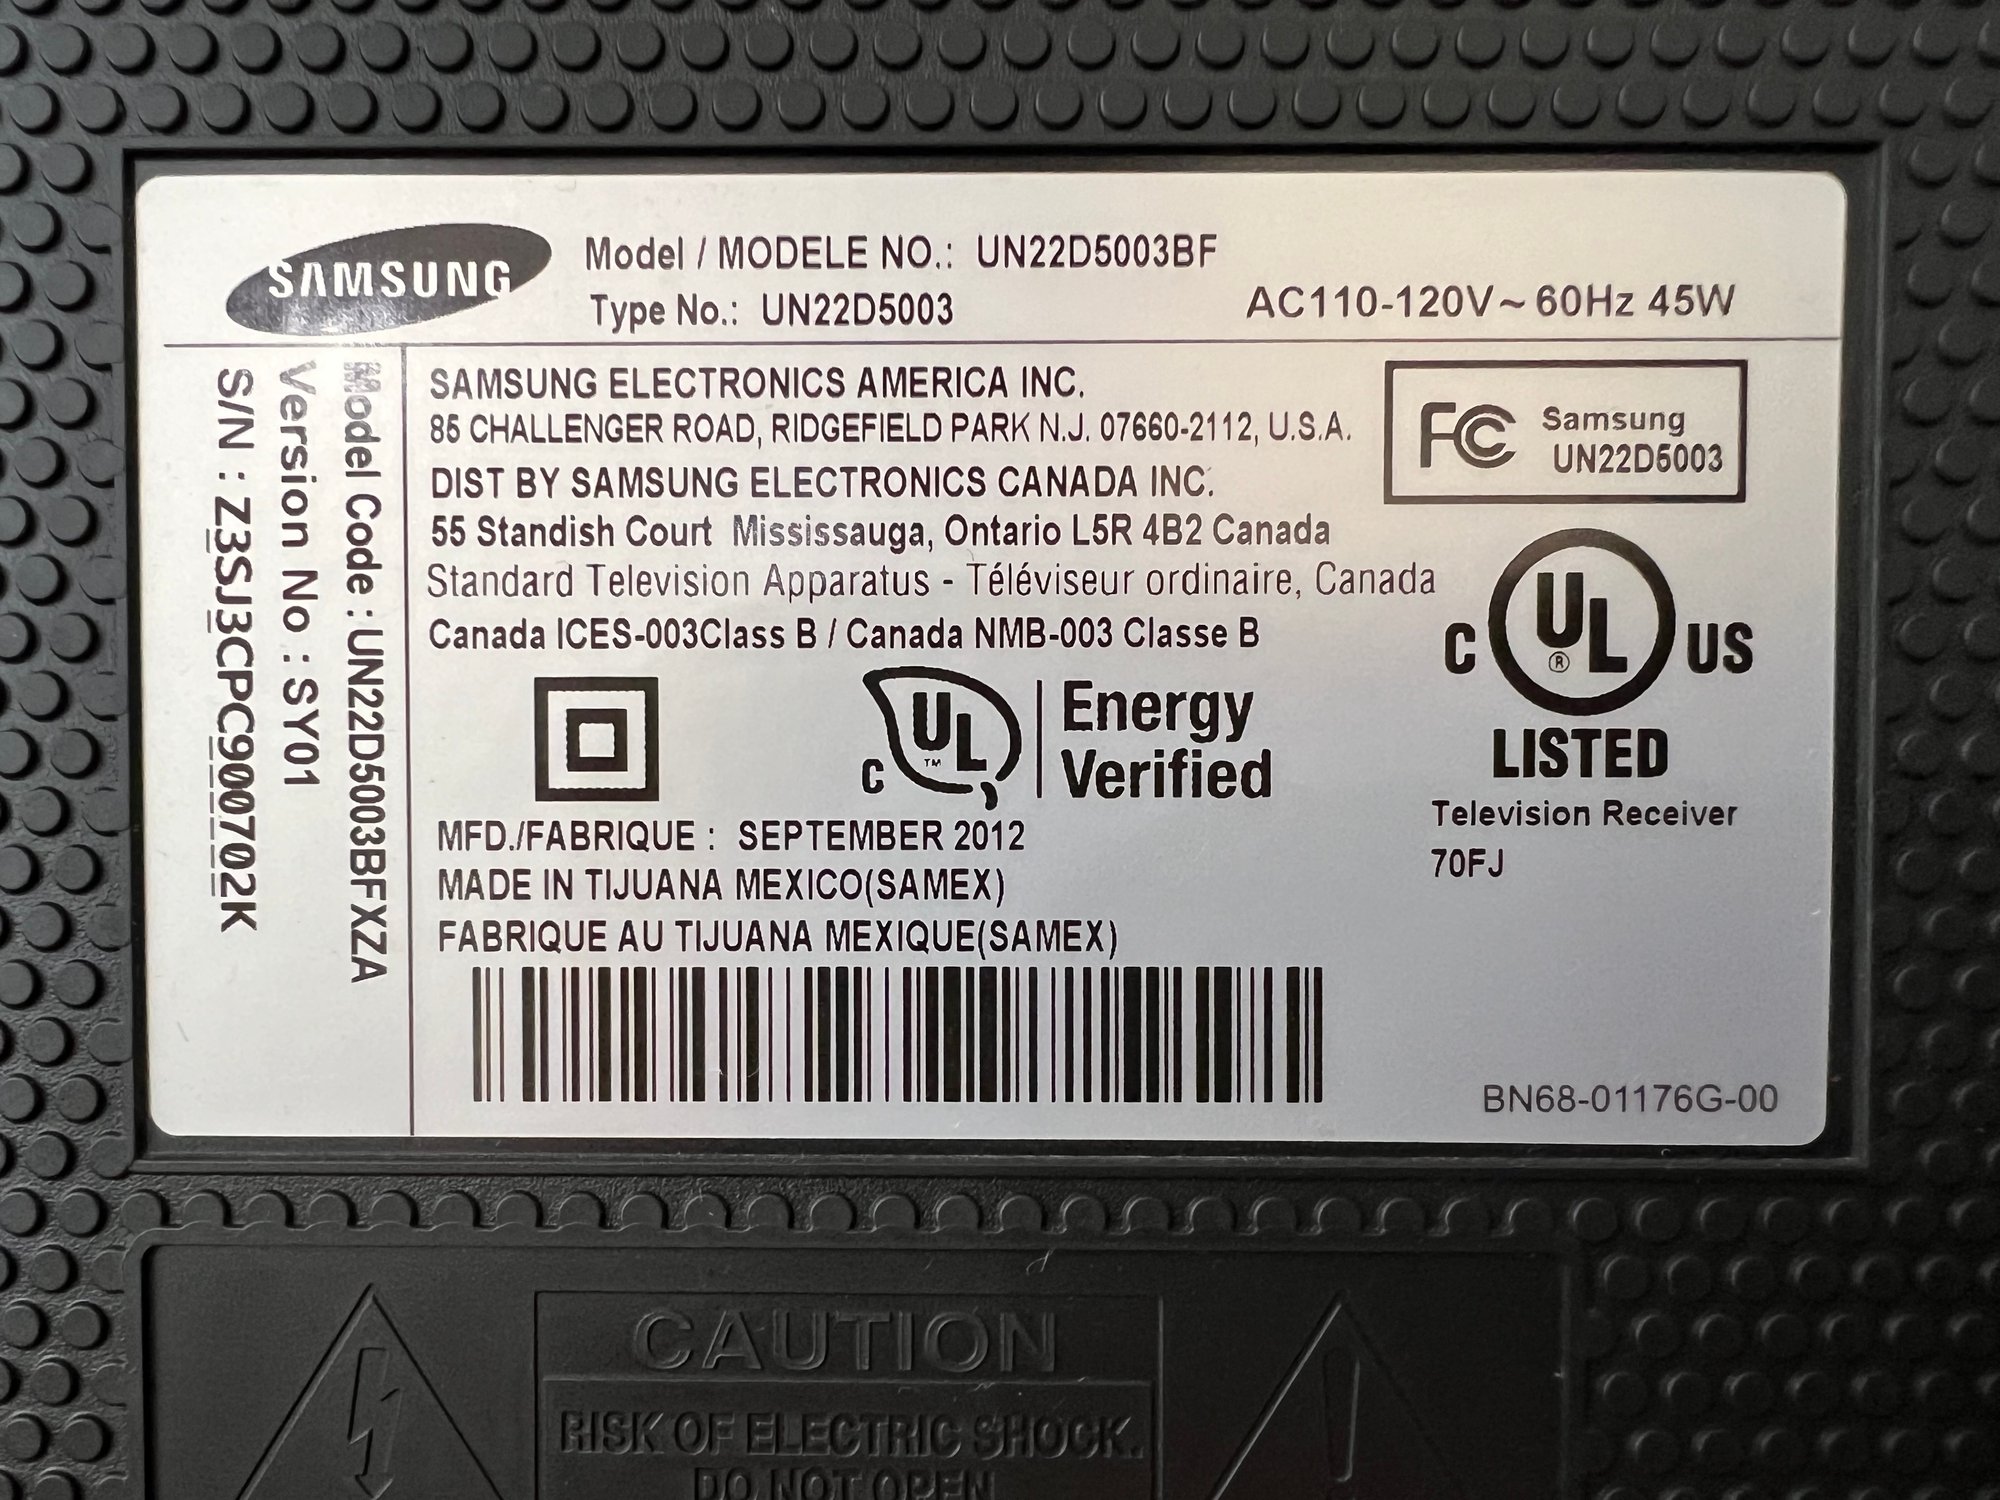 SAMSUNG
Model / MODELE NO.: UN22D5003BF
Type No.: UN22D5003
AC110-120V~ 60Hz 45W
Model Code : UN22D5003BFXZA
Version No : SY01
S/N : Z3SJ3CPC900702K
SAMSUNG ELECTRONICS AMERICA INC.
85 CHALLENGER ROAD, RIDGEFIELD PARK N.J. 07660-2112, U.S.A.
DIST BY SAMSUNG ELECTRONICS CANADA INC.
55 Standish Court Mississauga, Ontario L5R 4B2 Canada
Standard Television Apparatus - Téléviseur ordinaire, Canada
Canada ICES-003Class B / Canada NMB-003 Classe B
FC Samsung
UN22D5003
C UL ® US
LISTED
Television Receiver
70FJ
C UL ™ Energy
Verified
MFD./FABRIQUE : SEPTEMBER 2012
MADE IN TIJUANA MEXICO(SAMEX)
FABRIQUE AU TIJUANA MEXIQUE(SAMEX)
BN68-01176G-00
CAUTION
RISK OF ELECTRIC SHOCK.
DO NOT OPEN